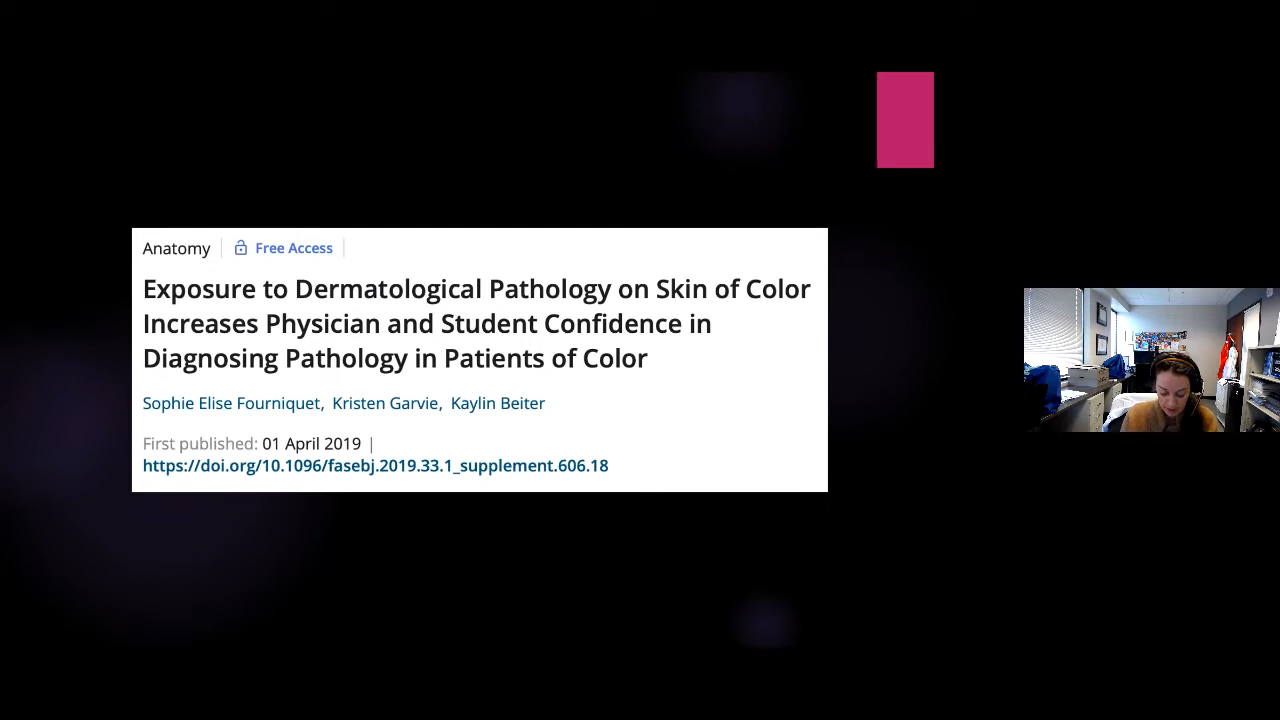 Anatomy Free Access
Exposure to Dermatological Pathology on Skin of Color
Increases Physician and Student Confidence in
Diagnosing Pathology in Patients of Color
Sophie Elise Fourniquet, Kristen Garvie, Kaylin Beiter
First published: 01 April 2019 |
https://doi.org/10.1096/fasebj.2019.33.1_supplement.606.18